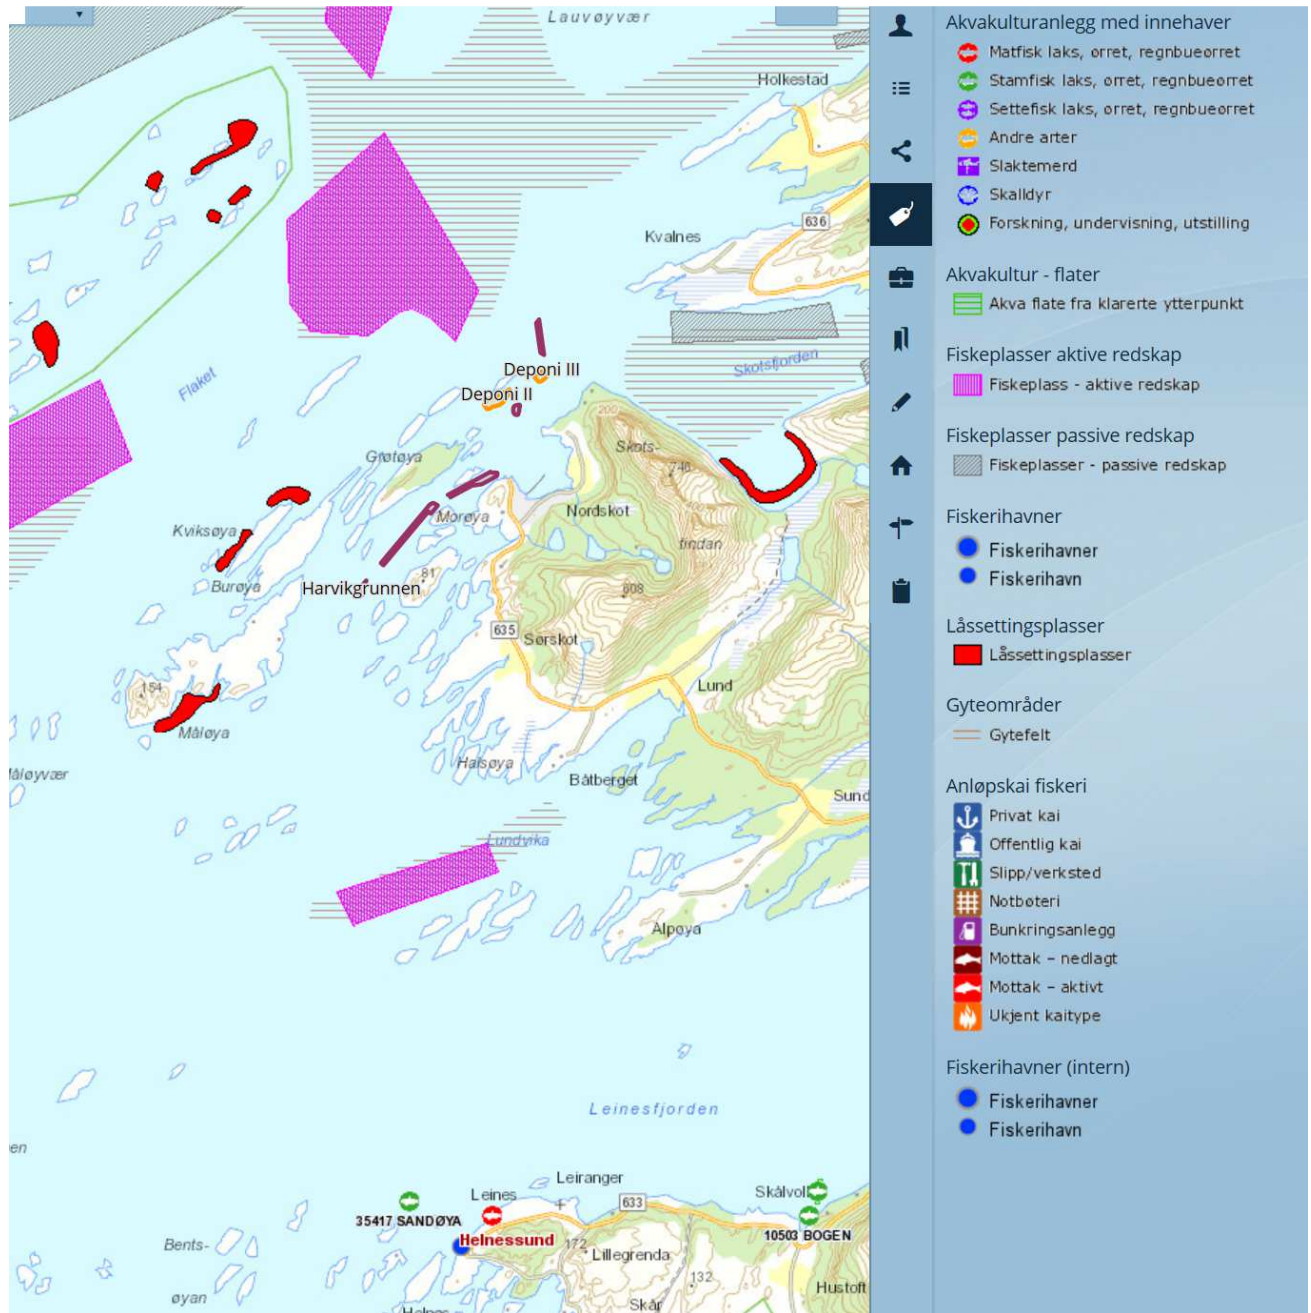 Lauvøyvær
Holkestad
636
Kvalnes
Skotsfjorden
Flaket
Deponi III
Deponi II
200
Skots-
746
tindan
Grøtøya
Morøya
Nordskot
Kviksøya
Burøya
Harvikgrunnen
81
608
635
Sørskot
Lund
154
Måløya
Halsøya
Båtberget
Sund
Lundvika
Alpøya
Leinesfjorden
en
Leiranger
Leines
633
Skålvoll
35417 SANDØYA
10503 BOGEN
Helnessund
172
Bents-
øyan
Lillegrenda
132
Hustoft
Skår
Akvakulturanlegg med innehaver
Matfisk laks, ørret, regnbueørret
Stamfisk laks, ørret, regnbueørret
Settefisk laks, ørret, regnbueørret
Andre arter
Slaktemerd
Skalldyr
Forskning, undervisning, utstilling
Akvakultur - flater
Akva flate fra klarerte ytterpunkt
Fiskeplasser aktive redskap
Fiskeplass - aktive redskap
Fiskeplasser passive redskap
Fiskeplasser - passive redskap
Fiskerihavner
Fiskerihavner
Fiskerihavn
Låssettingsplasser
Låssettingsplasser
Gyteområder
Gytefelt
Anløpskai fiskeri
Privat kai
Offentlig kai
Slipp/verksted
Notbøteri
Bunkringsanlegg
Mottak – nedlagt
Mottak – aktivt
Ukjent kaitype
Fiskerihavner (intern)
Fiskerihavner
Fiskerihavn